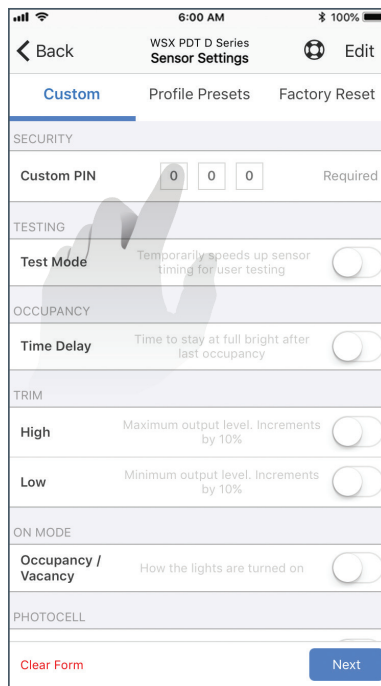 6:00 AM 100%
Back
WSX PDT D Series
Sensor Settings
Edit
Custom Profile Presets Factory Reset
SECURITY
Custom PIN 0 0 0 Required
TESTING
Test Mode
Temporarily speeds up sensor
timing for user testing
OCCUPANCY
Time Delay
Time to stay at full bright after
last occupancy
TRIM
High
Maximum output level. Increments
by 10%
Low
Minimum output level. Increments
by 10%
ON MODE
Occupancy /
Vacancy
How the lights are turned on
PHOTOCELL
Clear Form Next